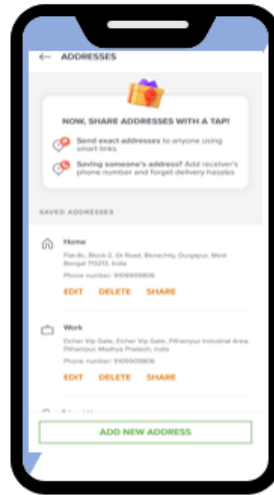 ADDRESSES
NOW, SHARE ADDRESSES WITH A TAP!
Send exact addresses to anyone using
smart links
Saving someone's address? Add receiver's
phone number and forget delivery hassles
SAVED ADDRESSES
Home
Flat 8c, Block-2, Gt Road, Benachity, Durgapur, West
Bengal 713213, India
Phone number: 9109909806
EDIT DELETE SHARE
Work
Eicher Vip Gate, Eicher Vip Gate, Pithampur Industrial Area,
Pithampur, Madhya Pradesh, India
Phone number: 9109909806
EDIT DELETE SHARE
ADD NEW ADDRESS